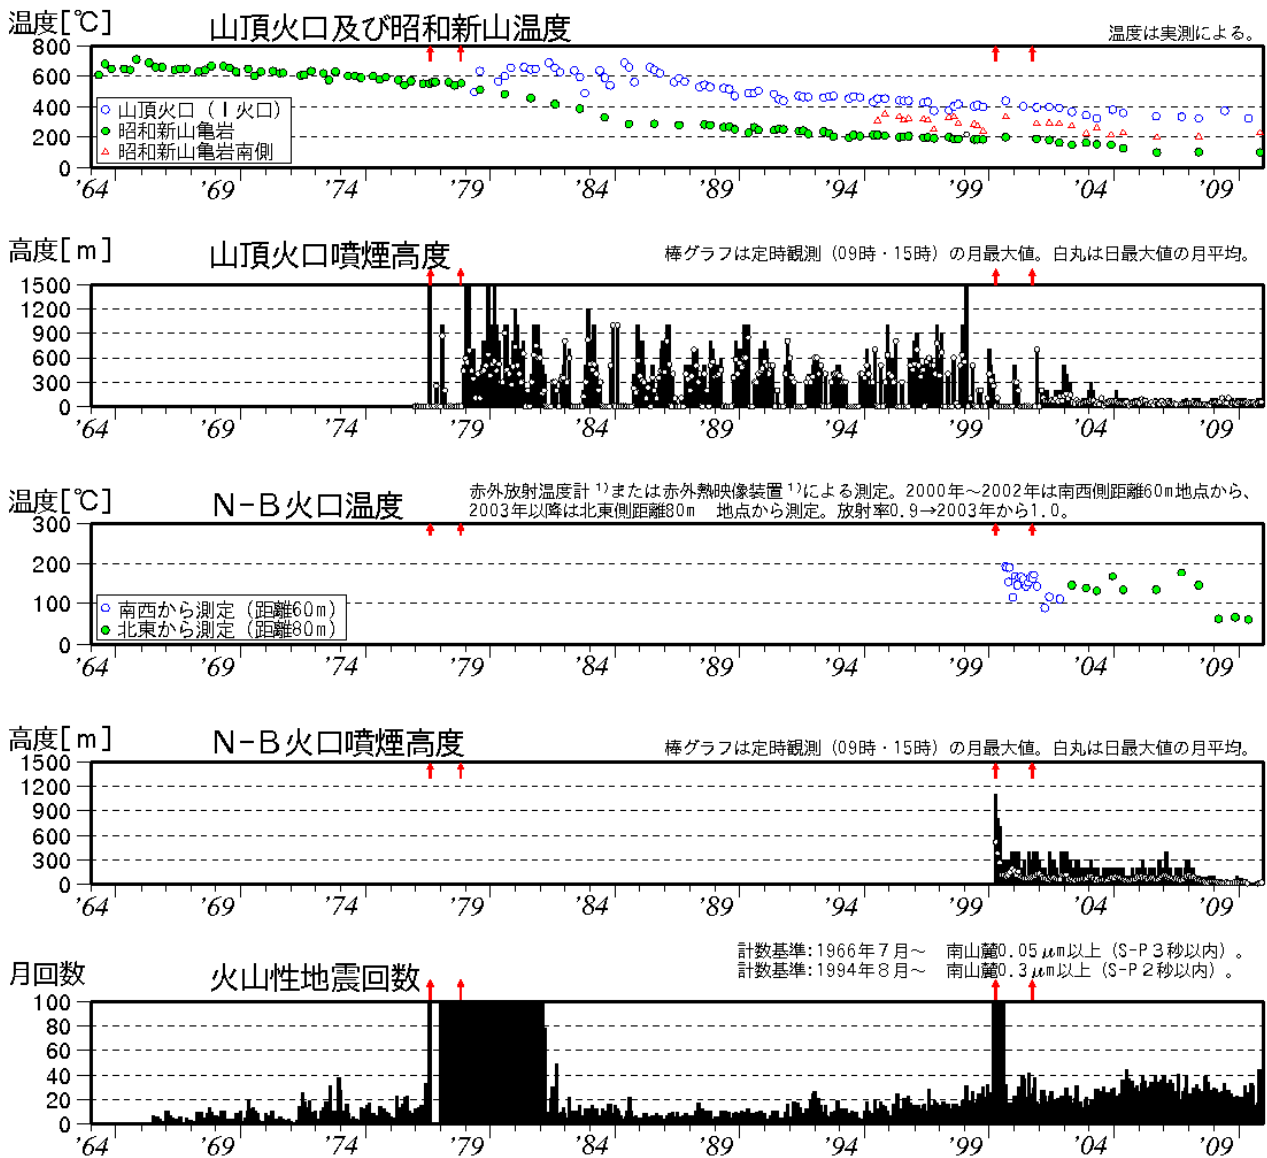 温度[℃]
山頂火口及び昭和新山温度
温度は実測による。
800
600
400
200
0
山頂火口（Ⅰ火口）
昭和新山亀岩
昭和新山亀岩南側
'64 '69 '74 '79 '84 '89 '94 '99 '04 '09
高度[m]
山頂火口噴煙高度
棒グラフは定時観測（09時・15時）の月最大値。白丸は日最大値の月平均。
1500
1200
900
600
300
0
'64 '69 '74 '79 '84 '89 '94 '99 '04 '09
温度[℃]
N-B火口温度
赤外放射温度計¹⁾または赤外熱映像装置¹⁾による測定。2000年～2002年は南西側距離60m地点から、
2003年以降は北東側距離80m 地点から測定。放射率0.9→2003年から1.0。
300
200
100
0
南西から測定（距離60m）
北東から測定（距離80m）
'64 '69 '74 '79 '84 '89 '94 '99 '04 '09
高度[m]
N-B火口噴煙高度
棒グラフは定時観測（09時・15時）の月最大値。白丸は日最大値の月平均。
1500
1200
900
600
300
0
'64 '69 '74 '79 '84 '89 '94 '99 '04 '09
月回数
火山性地震回数
計数基準:1966年7月～ 南山麓0.05μm以上（S-P3秒以内）。
計数基準:1994年8月～ 南山麓0.3μm以上（S-P2秒以内）。
100
80
60
40
20
0
'64 '69 '74 '79 '84 '89 '94 '99 '04 '09